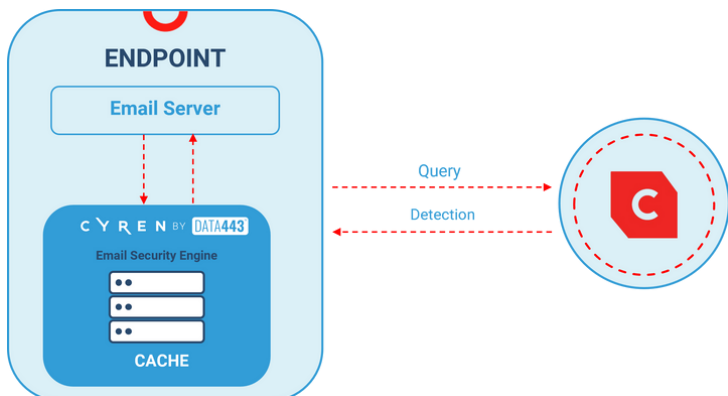 ENDPOINT
Email Server
CYREN BY DATA443
Email Security Engine
CACHE
Query
Detection
C